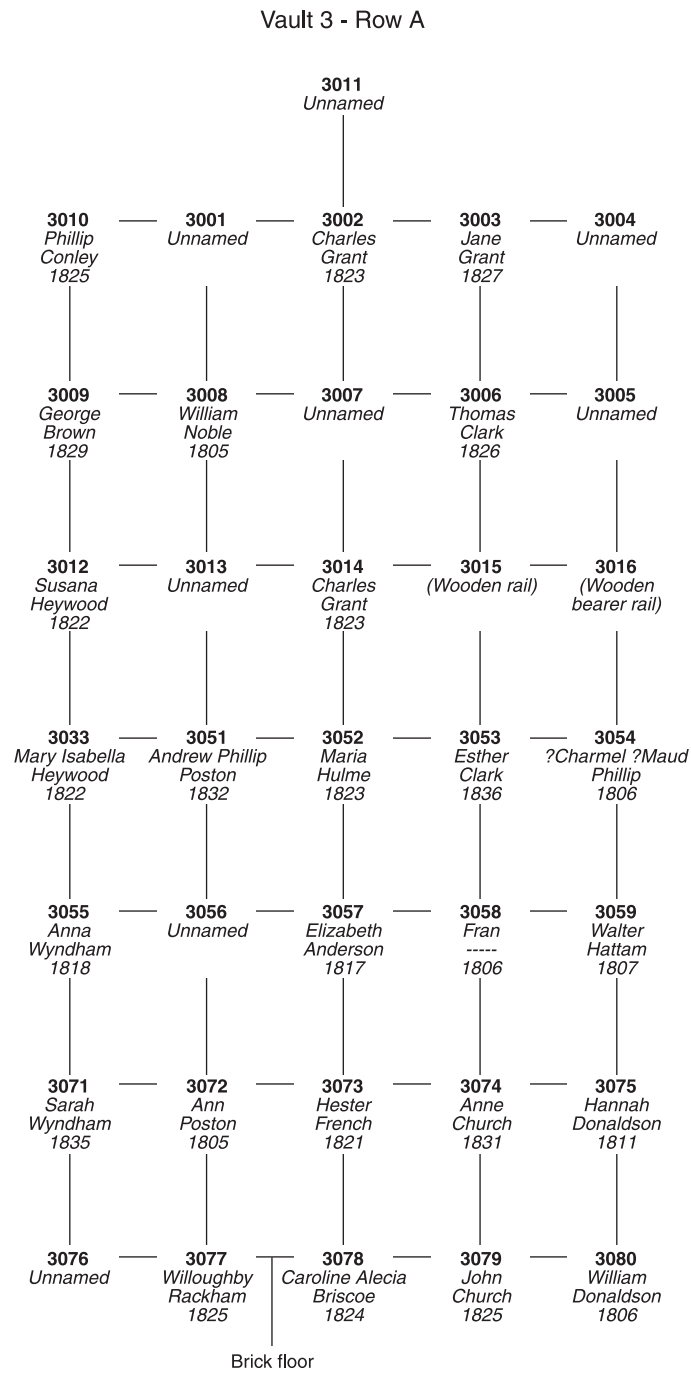 Vault 3 - Row A
3011
Unnamed
3010
Phillip
Conley
1825
3001
Unnamed
3002
Charles
Grant
1823
3003
Jane
Grant
1827
3004
Unnamed
3009
George
Brown
1829
3008
William
Noble
1805
3007
Unnamed
3006
Thomas
Clark
1826
3005
Unnamed
3012
Susana
Heywood
1822
3013
Unnamed
3014
Charles
Grant
1823
3015
(Wooden rail)
3016
(Wooden
bearer rail)
3033
Mary Isabella
Heywood
1822
3051
Andrew Phillip
Poston
1832
3052
Maria
Hulme
1823
3053
Esther
Clark
1836
3054
?Charmel ?Maud
Phillip
1806
3055
Anna
Wyndham
1818
3056
Unnamed
3057
Elizabeth
Anderson
1817
3058
Fran
-----
1806
3059
Walter
Hattam
1807
3071
Sarah
Wyndham
1835
3072
Ann
Poston
1805
3073
Hester
French
1821
3074
Anne
Church
1831
3075
Hannah
Donaldson
1811
3076
Unnamed
3077
Willoughby
Rackham
1825
3078
Caroline Alecia
Briscoe
1824
3079
John
Church
1825
3080
William
Donaldson
1806
Brick floor